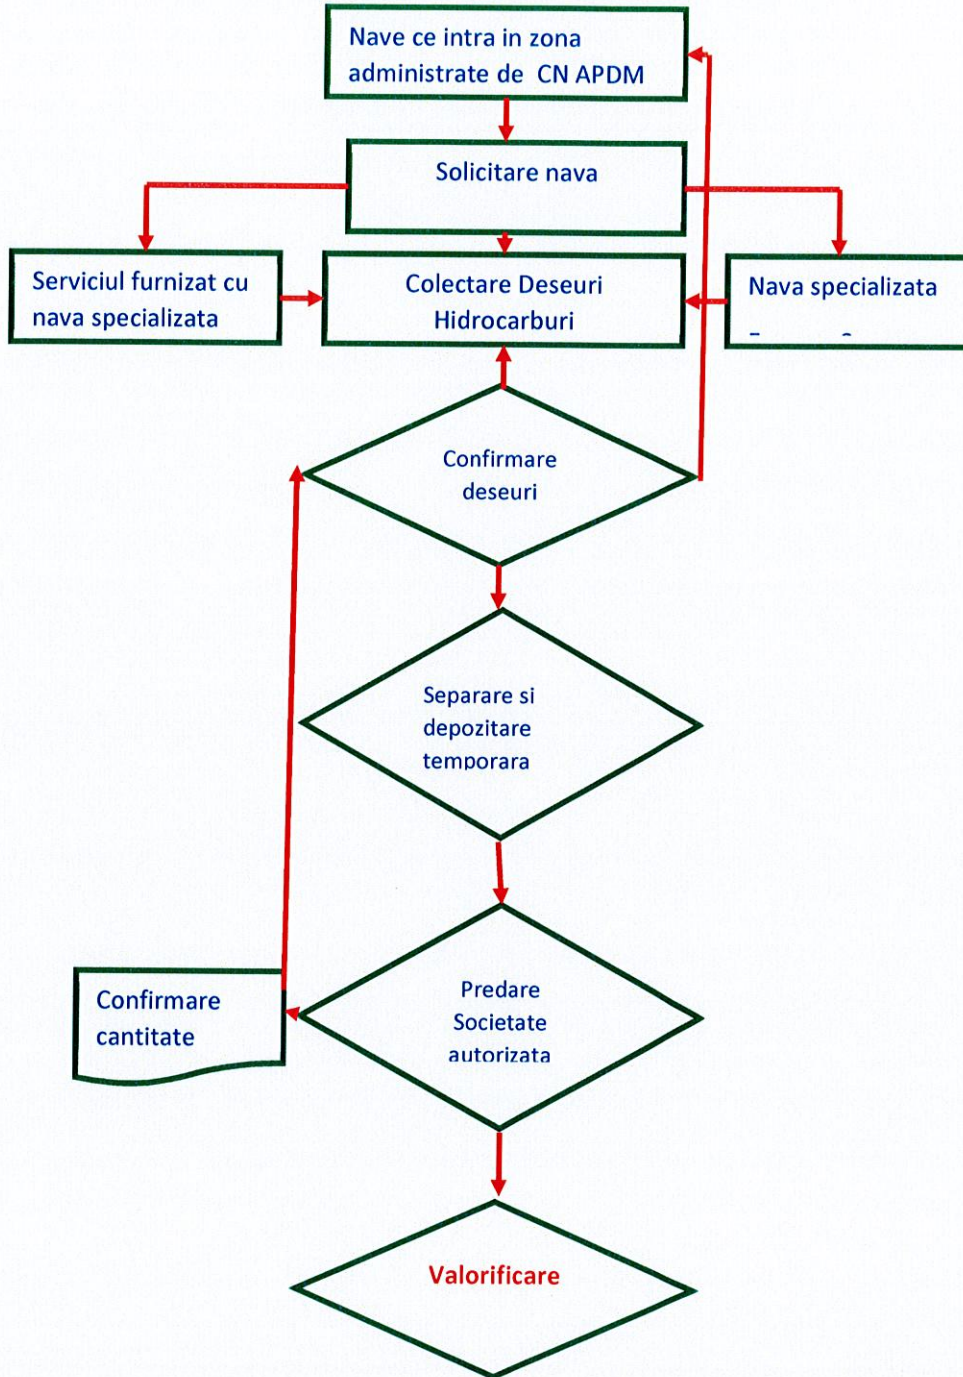 Nave ce intra in zona
administrate de CN APDM
Solicitare nava
Serviciul furnizat cu
nava specializata
Colectare Deseuri
Hidrocarburi
Nava specializata
Confirmare
deseuri
Separare si
depozitare
temporara
Confirmare
cantitate
Predare
Societate
autorizata
Valorificare